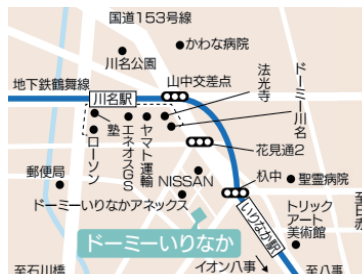 国道153号線
かわな病院
川名公園
地下鉄鶴舞線
山中交差点
川名駅
法光寺
ドーミー川名
塾
ローソン
エネオスGS
ヤマト運輸
花見通2
郵便局
NISSAN
杁中
聖霊病院
ドーミーいりなかアネックス
いりなか駅
トリック
アート
美術館
至日赤
ドーミーいりなか
至石川橋
イオン八事
至八事